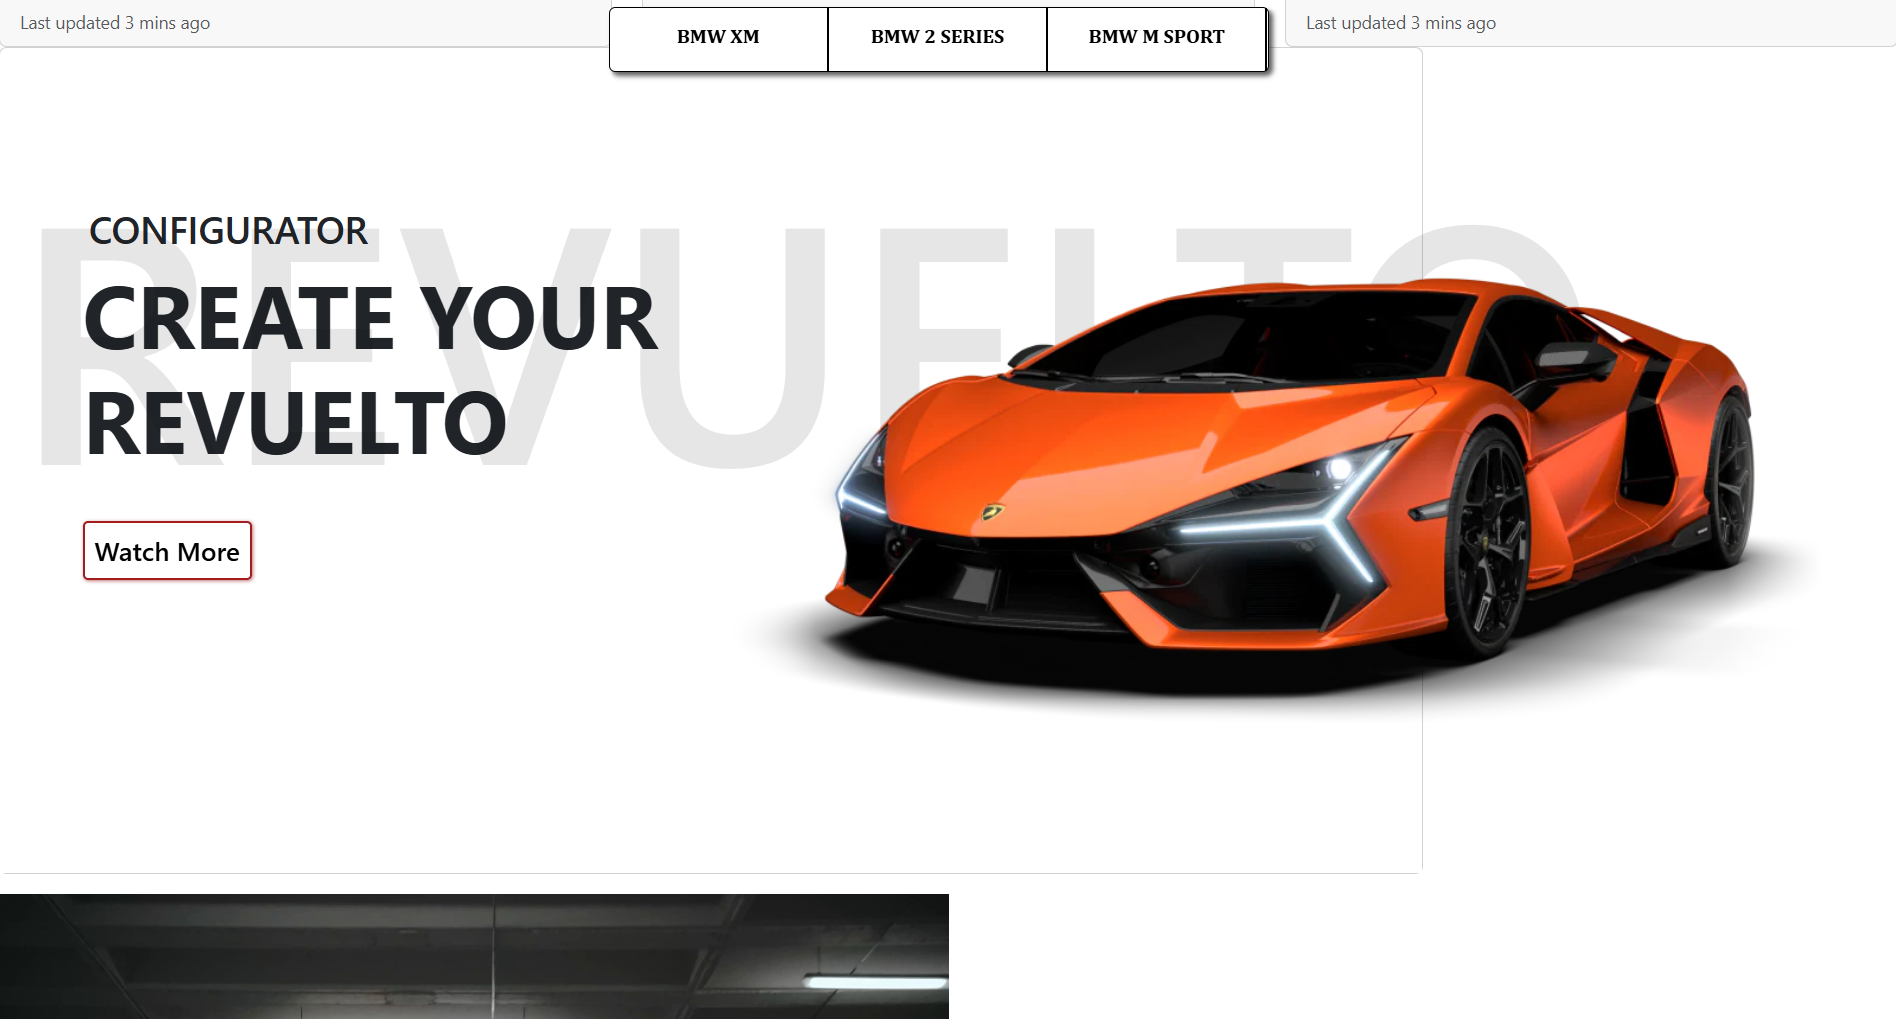 Last updated 3 mins ago
BMW XM
BMW 2 SERIES
BMW M SPORT
Last updated 3 mins ago
REVUELTO
CONFIGURATOR
CREATE YOUR
REVUELTO
Watch More